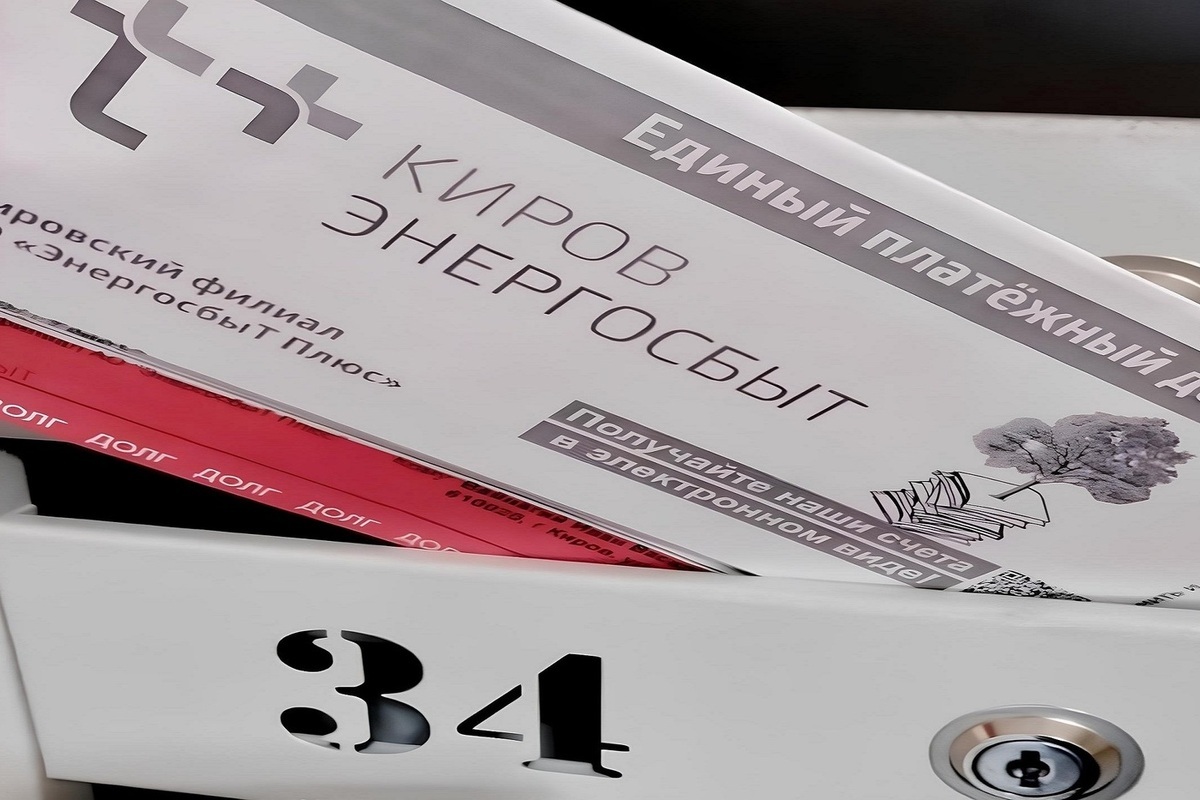 Единый платёжный
КИРОВ
ЭНЕРГОСБЫТ
ировский филиал
«ЭнергосбыТ Плюс»
Получайте наши счета
в электронном виде!
ДОЛГ ДОЛГ ДОЛГ ДОЛГ
610020, г Киров,
34